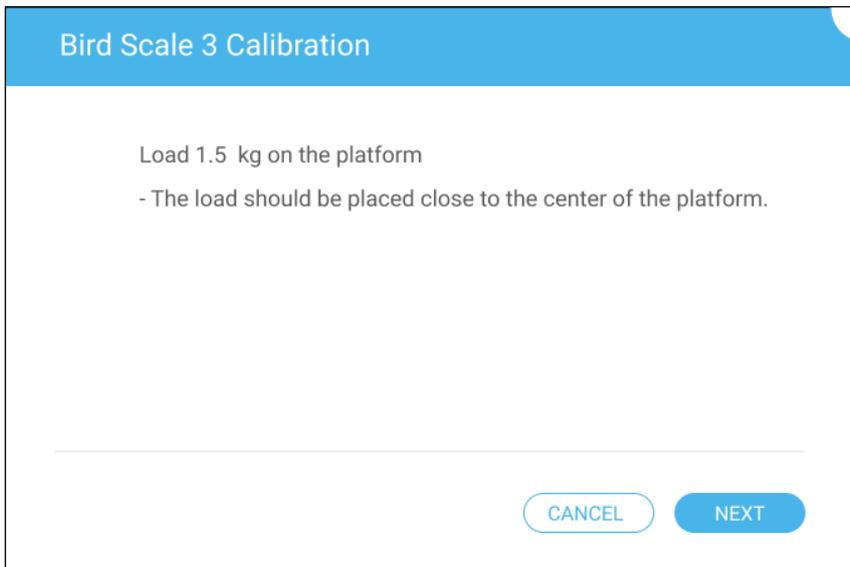 Bird Scale 3 Calibration
Load 1.5  kg on the platform
- The load should be placed close to the center of the platform.
CANCEL
NEXT